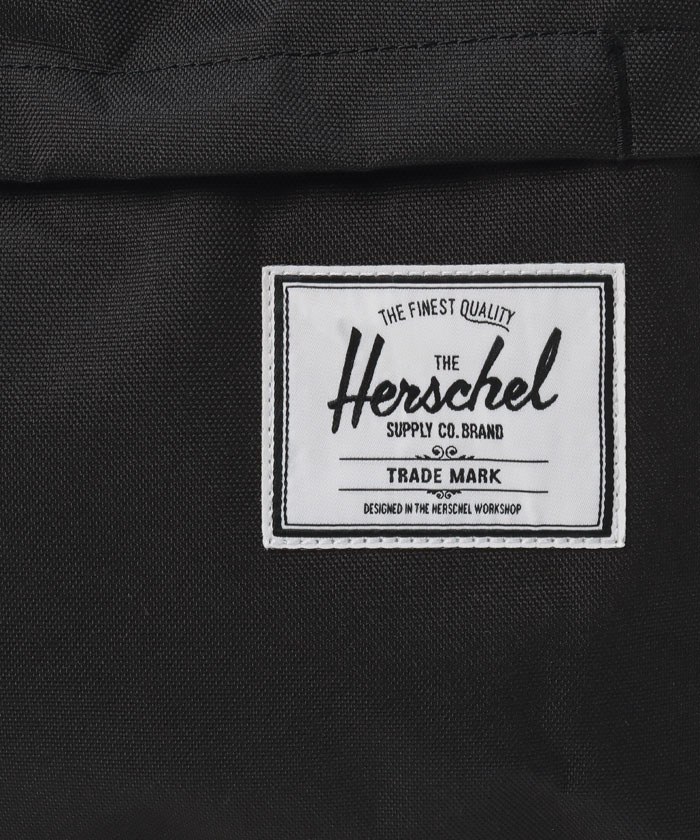 THE FINEST QUALITY
THE
Herschel
SUPPLY CO. BRAND
TRADE MARK
DESIGNED IN THE HERSCHEL WORKSHOP